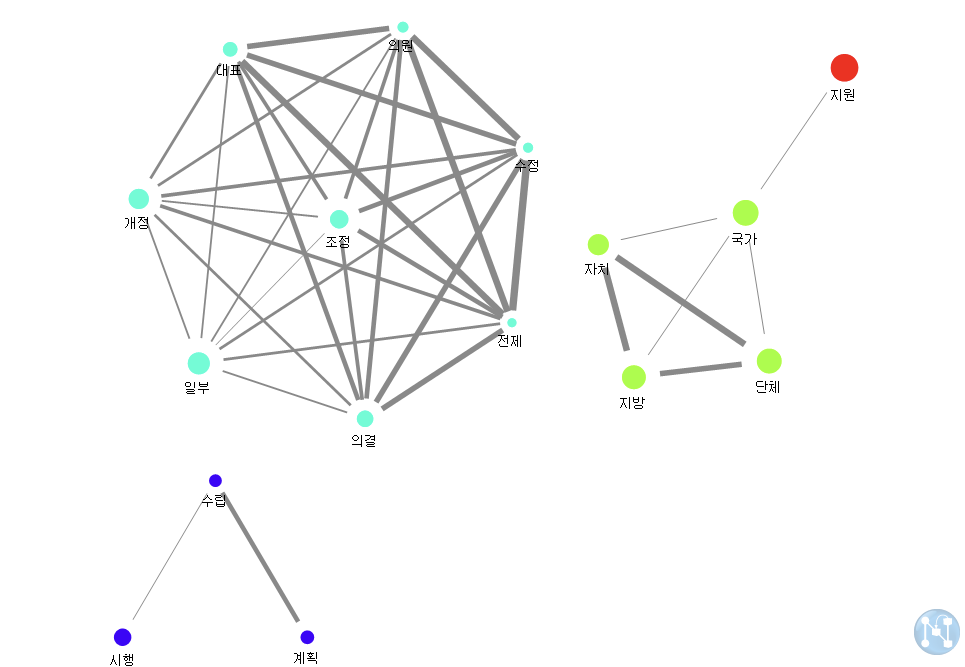 의원
대표
지원
수정
개정
조정
국가
자치
전제
일부
단체
지방
의결
수립
시행
계획